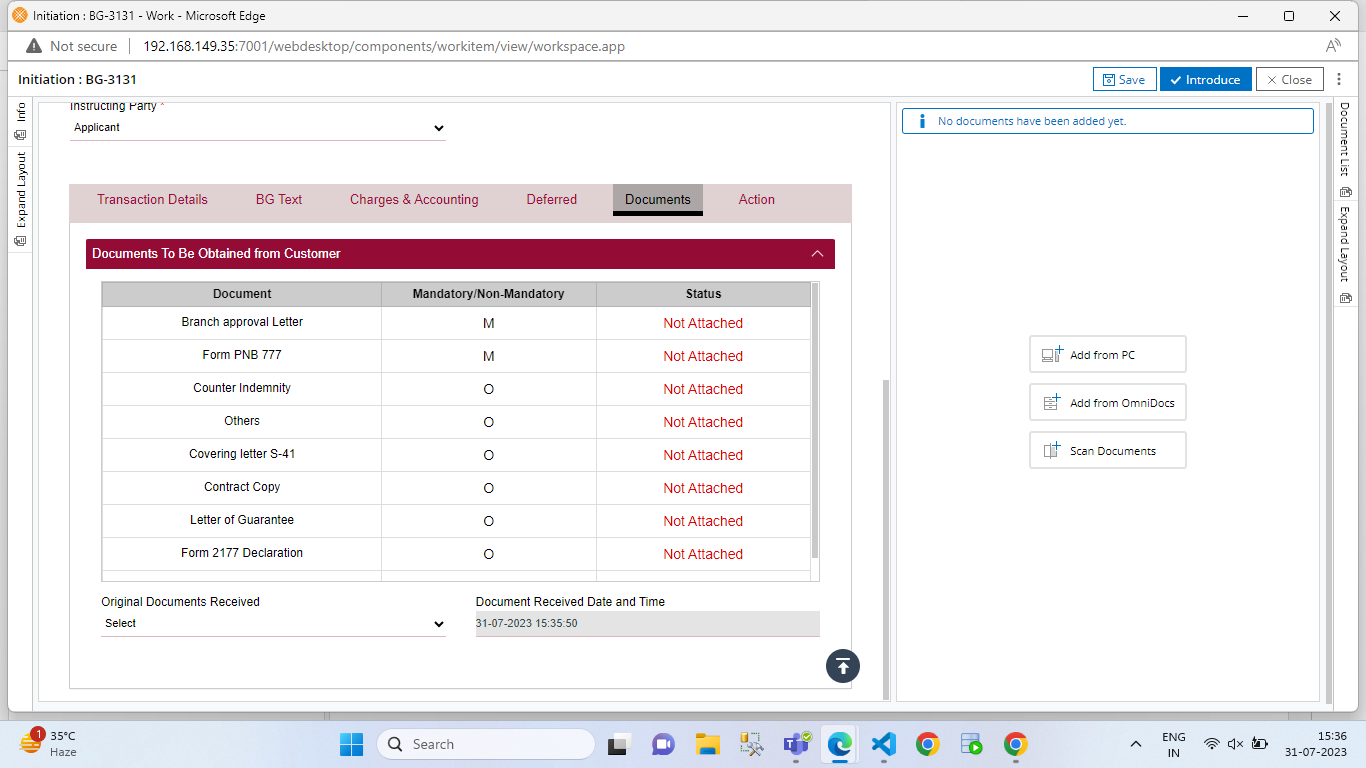 Initiation : BG-3131 - Work - Microsoft Edge
Not secure 192.168.149.35:7001/webdesktop/components/workitem/view/workspace.app
Initiation : BG-3131 Save Introduce Close
Info
Expand Layout
Instructing Party *
Applicant
Transaction Details BG Text Charges & Accounting Deferred Documents Action
Documents To Be Obtained from Customer
Document Mandatory/Non-Mandatory Status
Branch approval Letter M Not Attached
Form PNB 777 M Not Attached
Counter Indemnity O Not Attached
Others O Not Attached
Covering letter S-41 O Not Attached
Contract Copy O Not Attached
Letter of Guarantee O Not Attached
Form 2177 Declaration O Not Attached
Original Documents Received Document Received Date and Time
Select 31-07-2023 15:35:50
No documents have been added yet.
Add from PC
Add from OmniDocs
Scan Documents
Document List
Expand Layout
1
35°C
Haze
Search
ENG
IN
15:36
31-07-2023